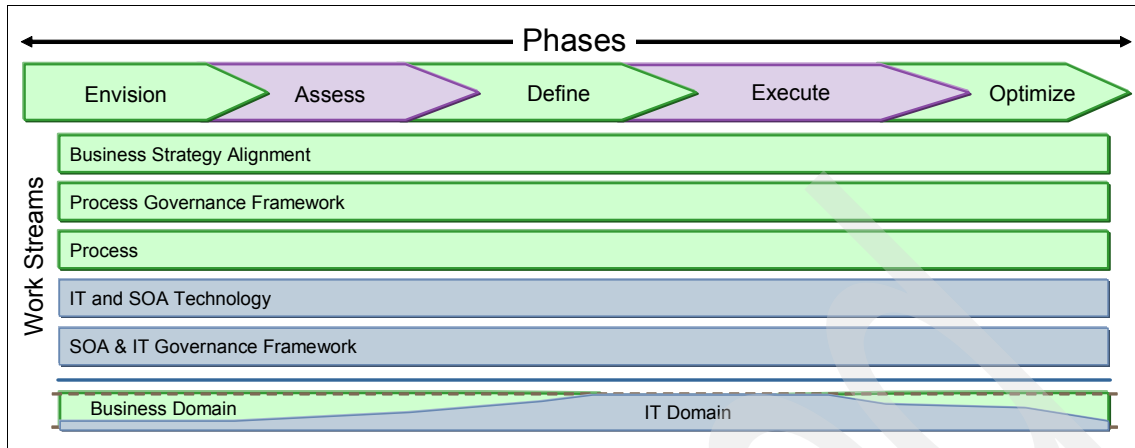 Phases
Envision
Assess
Define
Execute
Optimize
Work Streams
Business Strategy Alignment
Process Governance Framework
Process
IT and SOA Technology
SOA & IT Governance Framework
Business Domain
IT Domain